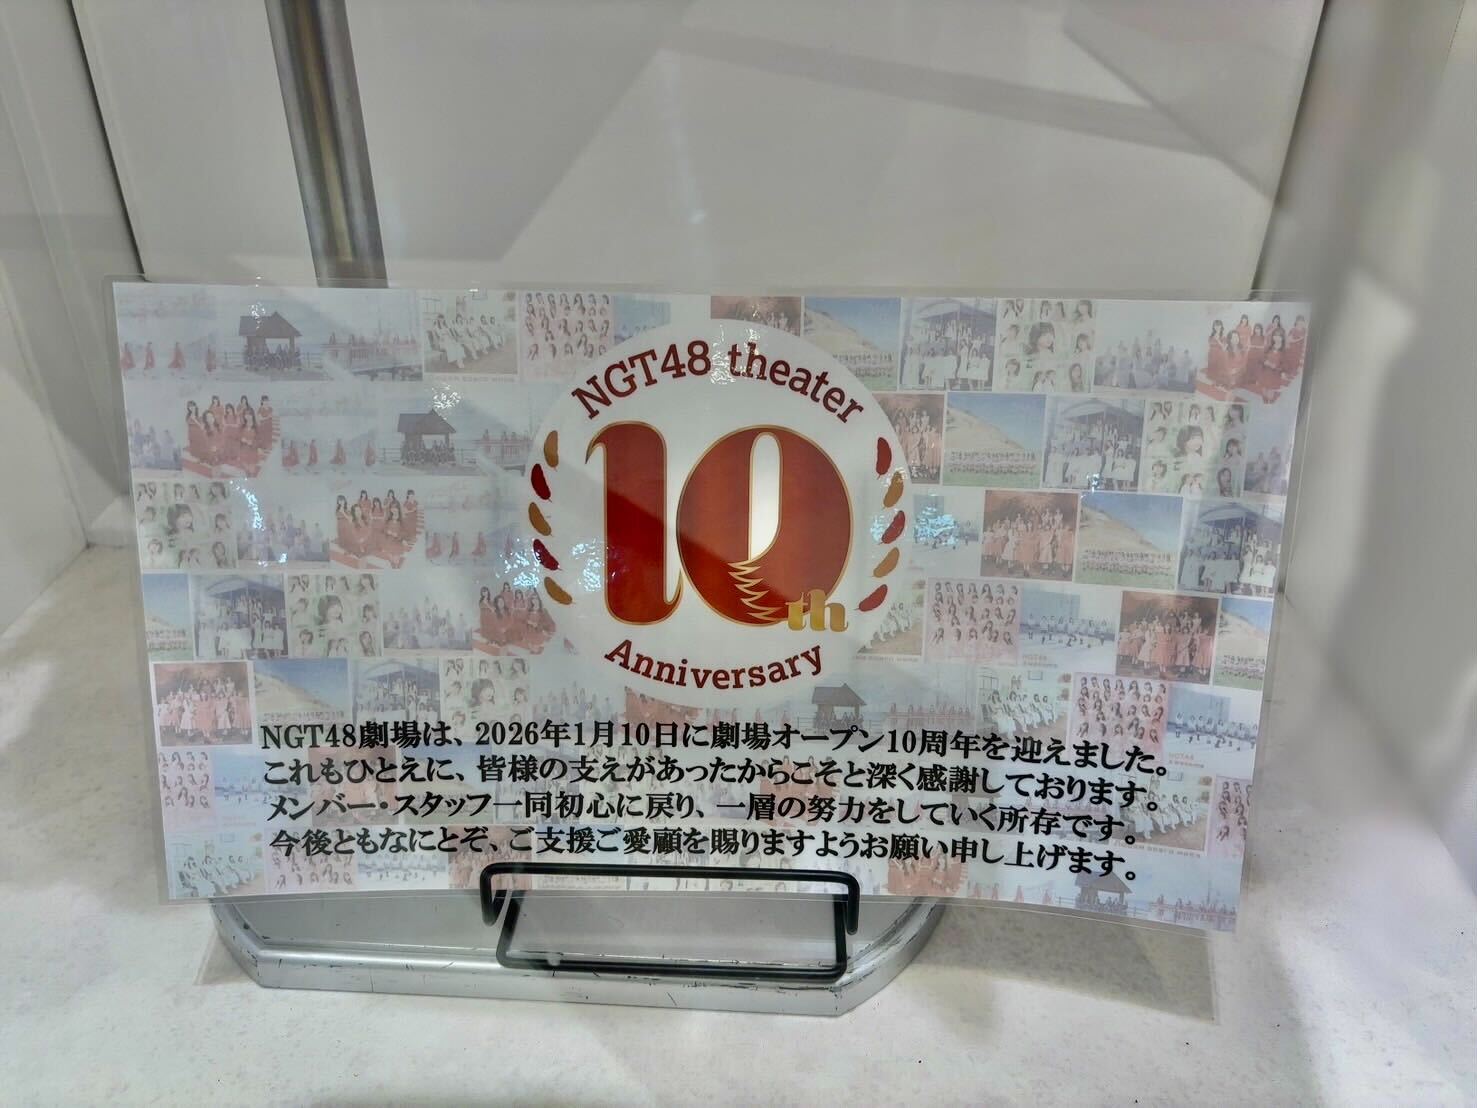 NGT48 theater
10th
Anniversary
NGT48劇場は、2026年1月10日に劇場オープン10周年を迎えました。
これもひとえに、皆様の支えがあったからこそと深く感謝しております。
メンバー・スタッフ一同初心に戻り、一層の努力をしていく所存です。
今後ともなにとぞ、ご支援ご愛顧を賜りますようお願い申し上げます。